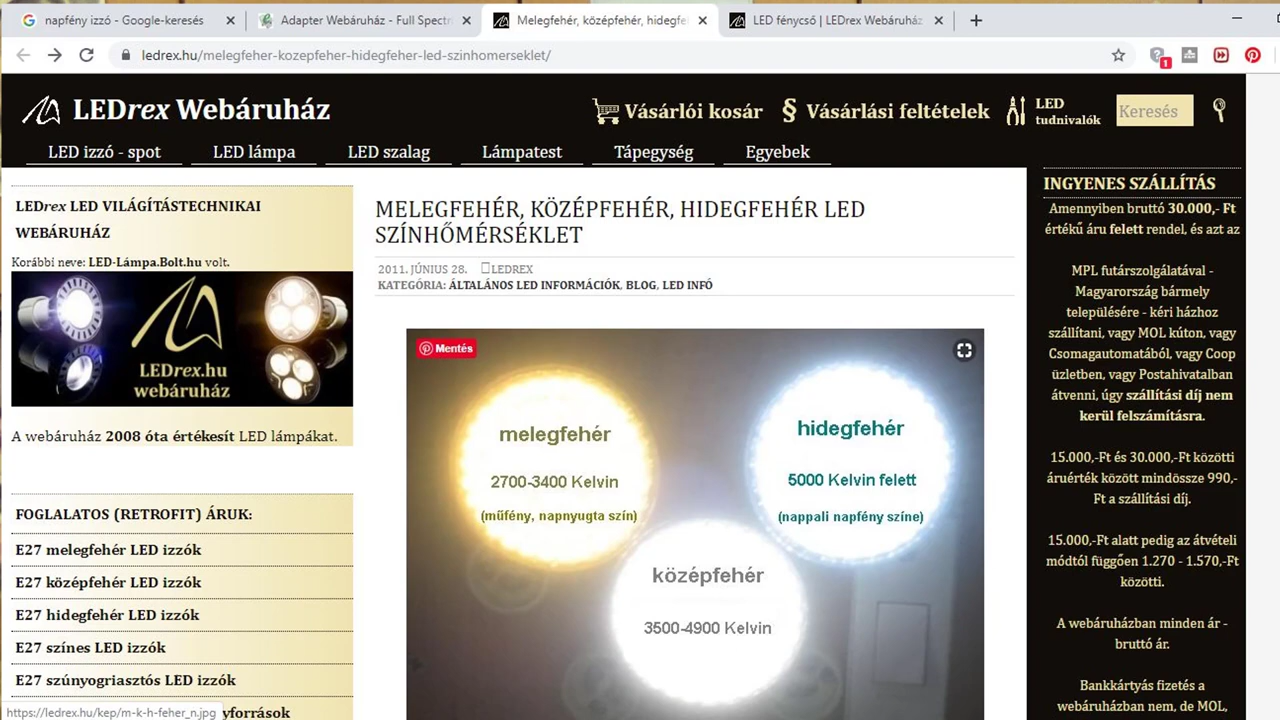 napfény izzó - Google-keresés
Adapter Webáruház - Full Spectr
Melegfehér, középfehér, hidegfe
LED fénycső | LEDrex Webáruház
ledrex.hu/melegfeher-kozepfeher-hidegfeher-led-szinhomerseklet/
1
LEDrex Webáruház
Vásárlói kosár
§ Vásárlási feltételek
LED
tudnivalók
Keresés
LED izzó - spot
LED lámpa
LED szalag
Lámpatest
Tápegység
Egyebek
LEDrex LED VILÁGÍTÁSTECHNIKAI
WEBÁRUHÁZ
Korábbi neve: LED-Lámpa.Bolt.hu volt.
LEDrex.hu
webáruház
A webáruház 2008 óta értékesít LED lámpákat.
FOGLALATOS (RETROFIT) ÁRUK:
E27 melegfehér LED izzók
E27 középfehér LED izzók
E27 hidegfehér LED izzók
E27 színes LED izzók
E27 szúnyogriasztós LED izzók
yforrások
https://ledrex.hu/kep/m-k-h-feher_n.jpg
MELEGFEHÉR, KÖZÉPFEHÉR, HIDEGFEHÉR LED
SZÍNHŐMÉRSÉKLET
2011. JÚNIUS 28.
LEDREX
KATEGÓRIA: ÁLTALÁNOS LED INFORMÁCIÓK, BLOG, LED INFÓ
Mentés
melegfehér
2700-3400 Kelvin
(műfény, napnyugta szín)
hidegfehér
5000 Kelvin felett
(nappali napfény színe)
középfehér
3500-4900 Kelvin
INGYENES SZÁLLÍTÁS
Amennyiben bruttó 30.000,- Ft
értékű áru felett rendel, és azt az
MPL futárszolgálatával -
Magyarország bármely
településére - kéri házhoz
szállítani, vagy MOL kúton, vagy
Csomagautomatából, vagy Coop
üzletben, vagy Postahivatalban
átvenni, úgy szállítási díj nem
kerül felszámításra.
15.000,-Ft és 30.000,-Ft közötti
áruérték között mindössze 990,-
Ft a szállítási díj.
15.000,-Ft alatt pedig az átvételi
módtól függően 1.270 - 1.570,-Ft
közötti.
A webáruházban minden ár -
bruttó ár.
Bankkártyás fizetés a
webáruházban nem, de MOL,